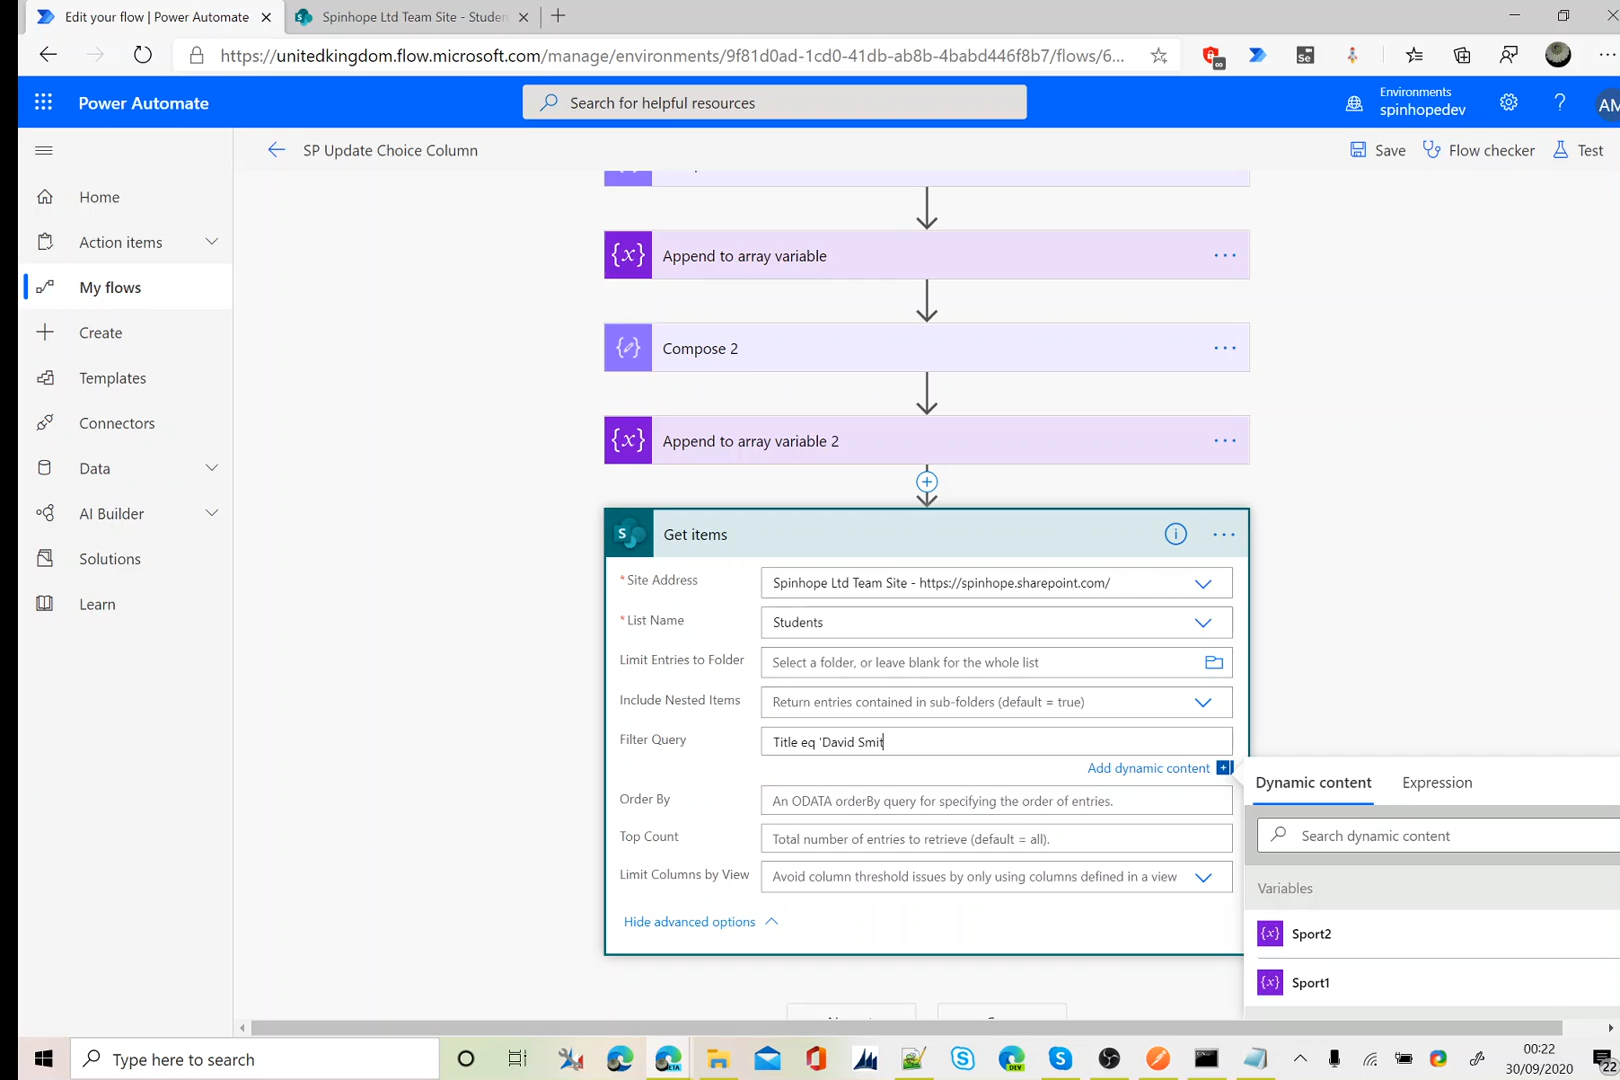 Edit your flow | Power Automate
Spinhope Ltd Team Site - Studen
https://unitedkingdom.flow.microsoft.com/manage/environments/9f81d0ad-1cd0-41db-ab8b-4babd446f8b7/flows/6...
Power Automate
Search for helpful resources
Environments
spinhopedev
AM
SP Update Choice Column
Save
Flow checker
Test
Home
Action items
My flows
Create
Templates
Connectors
Data
AI Builder
Solutions
Learn
Append to array variable
Compose 2
Append to array variable 2
Get items
*Site Address
Spinhope Ltd Team Site - https://spinhope.sharepoint.com/
*List Name
Students
Limit Entries to Folder
Select a folder, or leave blank for the whole list
Include Nested Items
Return entries contained in sub-folders (default = true)
Filter Query
Title eq 'David Smit
Add dynamic content
Order By
An ODATA orderBy query for specifying the order of entries.
Top Count
Total number of entries to retrieve (default = all).
Limit Columns by View
Avoid column threshold issues by only using columns defined in a view
Hide advanced options
Dynamic content
Expression
Search dynamic content
Variables
Sport2
Sport1
Type here to search
00:22
30/09/2020
22